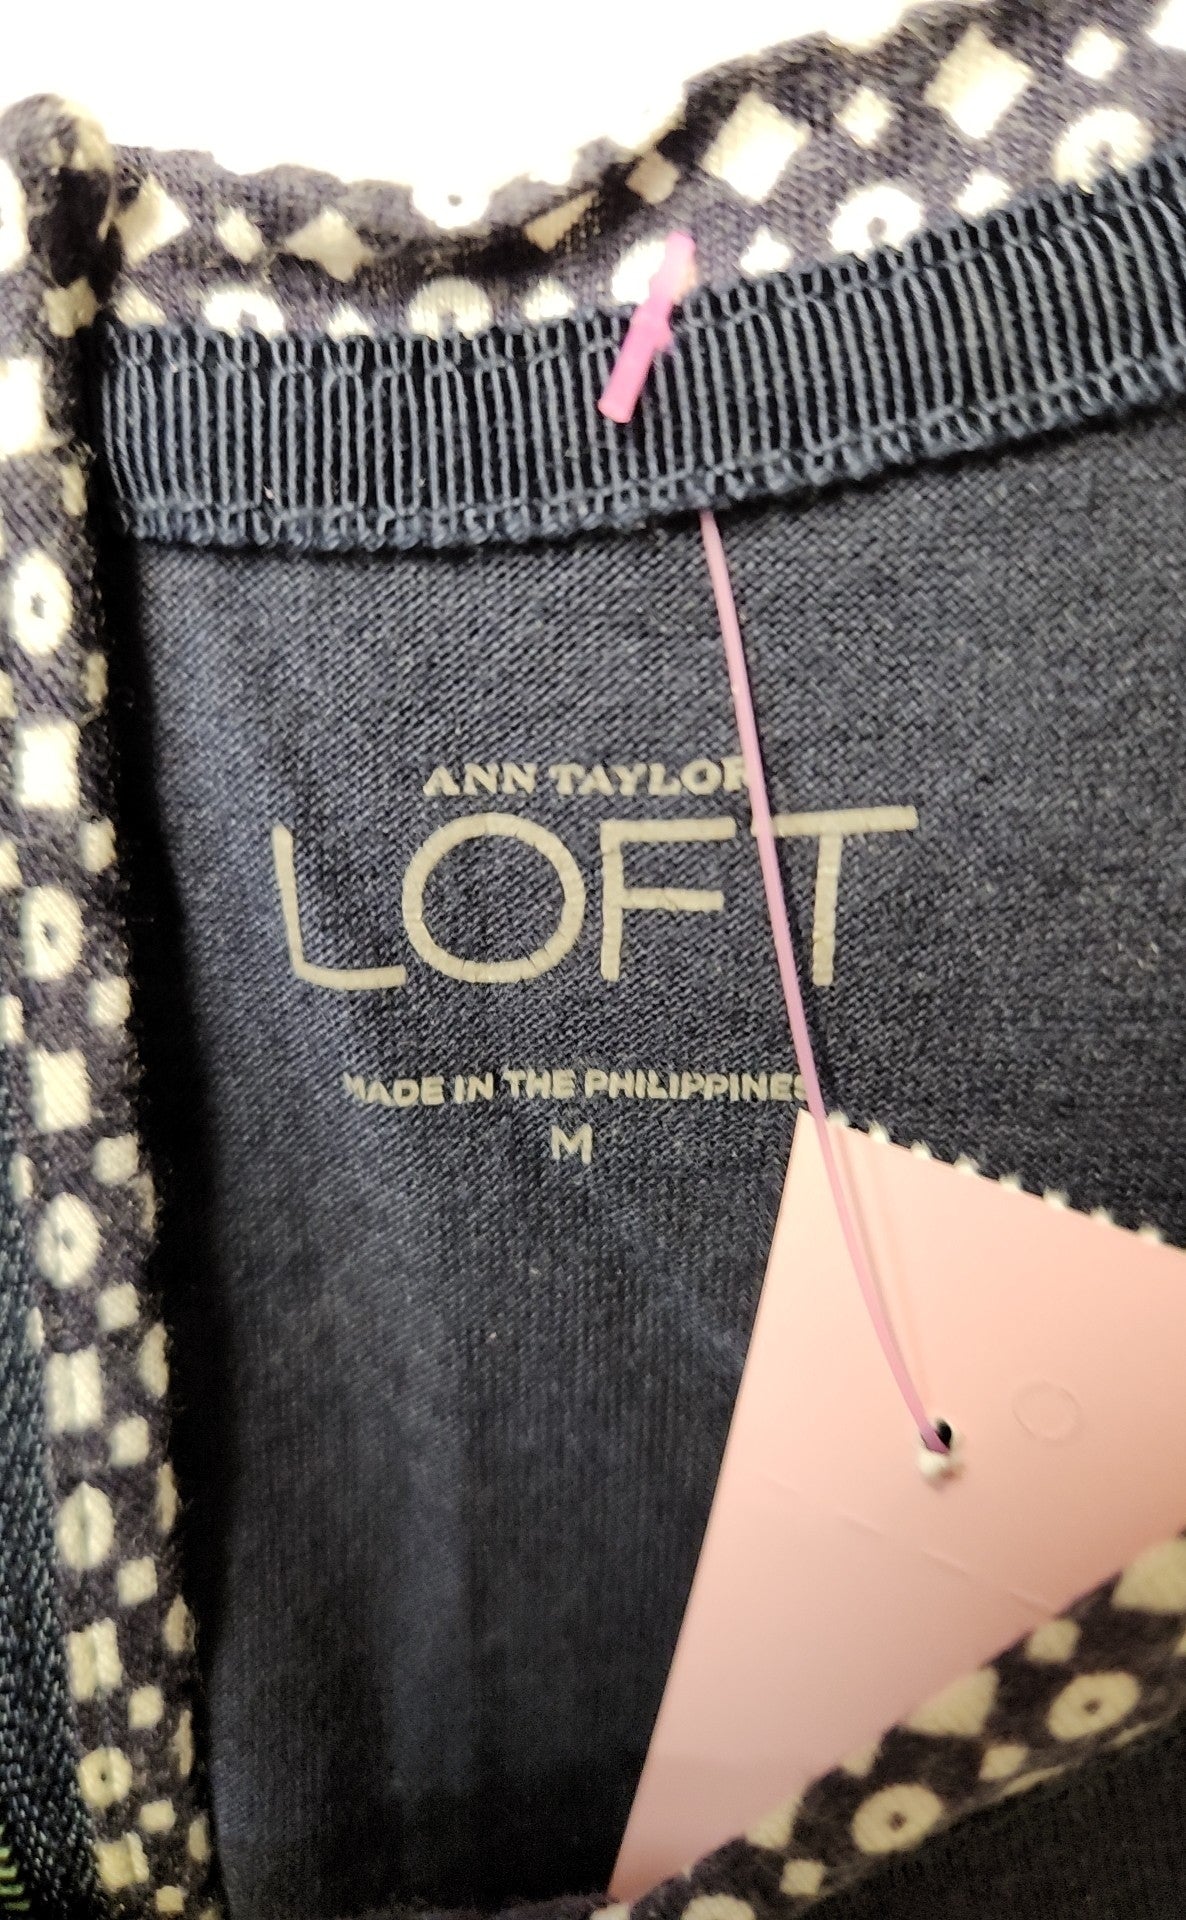 ANN TAYLOR
LOFT
MADE IN THE PHILIPPINES
M